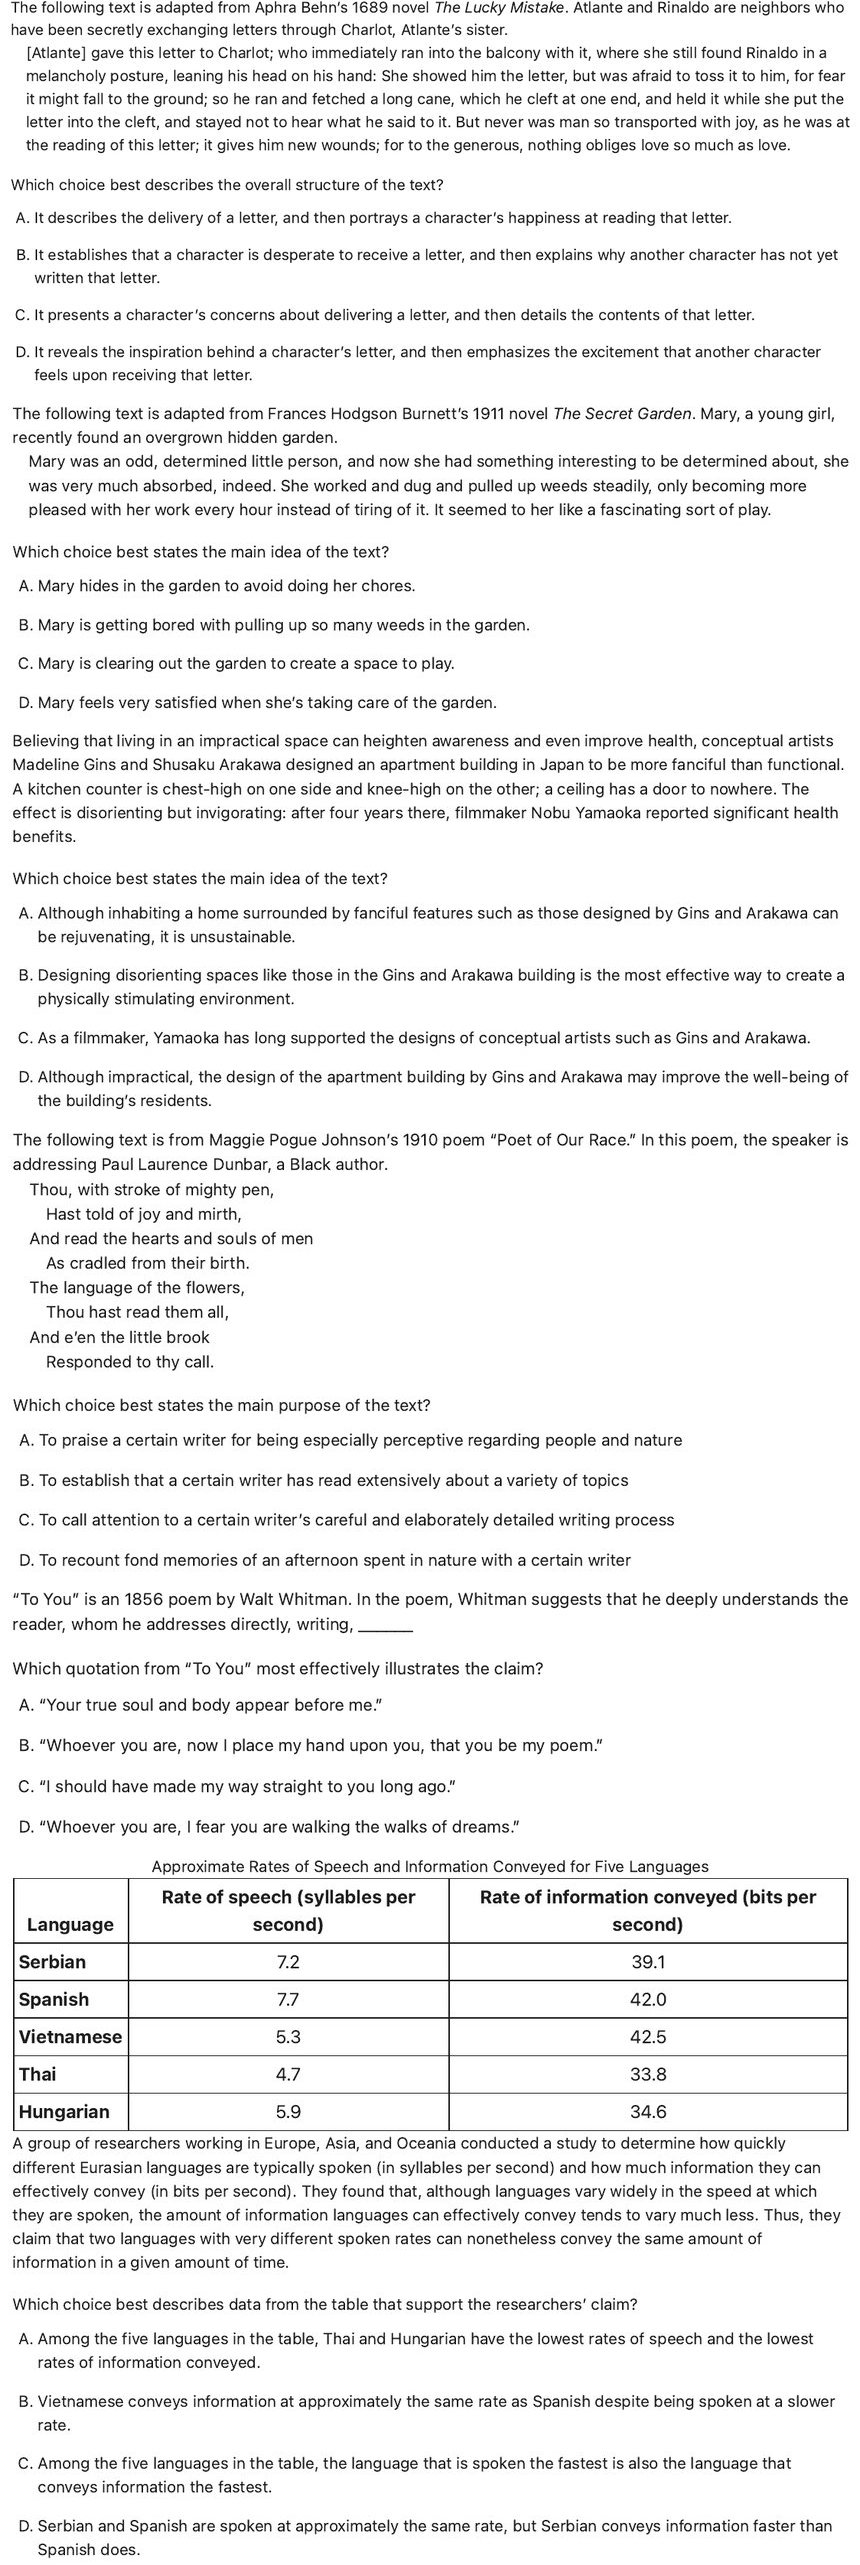 The following text is adapted from Aphra Behn's 1689 novel The Lucky Mistake. Atlante and Rinaldo are neighbors who
have been secretly exchanging letters through Charlot, Atlante's sister.
[Atlante] gave this letter to Charlot; who immediately ran into the balcony with it, where she still found Rinaldo in a
melancholy posture, leaning his head on his hand: She showed him the letter, but was afraid to toss it to him, for fear
it might fall to the ground; so he ran and fetched a long cane, which he cleft at one end, and held it while she put the
letter into the cleft, and stayed not to hear what he said to it. But never was man so transported with joy, as he was at
the reading of this letter; it gives him new wounds; for to the generous, nothing obliges love so much as love.
Which choice best describes the overall structure of the text?
A. It describes the delivery of a letter, and then portrays a character's happiness at reading that letter.
B. It establishes that a character is desperate to receive a letter, and then explains why another character has not yet
written that letter.
C. It presents a character's concerns about delivering a letter, and then details the contents of that letter.
D. It reveals the inspiration behind a character's letter, and then emphasizes the excitement that another character
feels upon receiving that letter.
The following text is adapted from Frances Hodgson Burnett's 1911 novel The Secret Garden. Mary, a young girl,
recently found an overgrown hidden garden.
Mary was an odd, determined little person, and now she had something interesting to be determined about, she
was very much absorbed, indeed. She worked and dug and pulled up weeds steadily, only becoming more
pleased with her work every hour instead of tiring of it. It seemed to her like a fascinating sort of play.
Which choice best states the main idea of the text?
A. Mary hides in the garden to avoid doing her chores.
B. Mary is getting bored with pulling up so many weeds in the garden.
C. Mary is clearing out the garden to create a space to play.
D. Mary feels very satisfied when she's taking care of the garden.
Believing that living in an impractical space can heighten awareness and even improve health, conceptual artists
Madeline Gins and Shusaku Arakawa designed an apartment building in Japan to be more fanciful than functional.
A kitchen counter is chest-high on one side and knee-high on the other; a ceiling has a door to nowhere. The
effect is disorienting but invigorating: after four years there, filmmaker Nobu Yamaoka reported significant health
benefits.
Which choice best states the main idea of the text?
A. Although inhabiting a home surrounded by fanciful features such as those designed by Gins and Arakawa can
be rejuvenating, it is unsustainable.
B. Designing disorienting spaces like those in the Gins and Arakawa building is the most effective way to create a
physically stimulating environment.
C. As a filmmaker, Yamaoka has long supported the designs of conceptual artists such as Gins and Arakawa.
D. Although impractical, the design of the apartment building by Gins and Arakawa may improve the well-being of
the building's residents.
The following text is from Maggie Pogue Johnson's 1910 poem "Poet of Our Race." In this poem, the speaker is
addressing Paul Laurence Dunbar, a Black author.
Thou, with stroke of mighty pen,
Hast told of joy and mirth,
And read the hearts and souls of men
As cradled from their birth.
The language of the flowers,
Thou hast read them all,
And e'en the little brook
Responded to thy call.
Which choice best states the main purpose of the text?
A. To praise a certain writer for being especially perceptive regarding people and nature
B. To establish that a certain writer has read extensively about a variety of topics
C. To call attention to a certain writer's careful and elaborately detailed writing process
D. To recount fond memories of an afternoon spent in nature with a certain writer
"To You" is an 1856 poem by Walt Whitman. In the poem, Whitman suggests that he deeply understands the
reader, whom he addresses directly, writing, ______
Which quotation from "To You" most effectively illustrates the claim?
A. "Your true soul and body appear before me."
B. "Whoever you are, now I place my hand upon you, that you be my poem."
C. "I should have made my way straight to you long ago."
D. "Whoever you are, I fear you are walking the walks of dreams."
Approximate Rates of Speech and Information Conveyed for Five Languages
Language Rate of speech (syllables per second) Rate of information conveyed (bits per second)
Serbian 7.2 39.1
Spanish 7.7 42.0
Vietnamese 5.3 42.5
Thai 4.7 33.8
Hungarian 5.9 34.6
A group of researchers working in Europe, Asia, and Oceania conducted a study to determine how quickly
different Eurasian languages are typically spoken (in syllables per second) and how much information they can
effectively convey (in bits per second). They found that, although languages vary widely in the speed at which
they are spoken, the amount of information languages can effectively convey tends to vary much less. Thus, they
claim that two languages with very different spoken rates can nonetheless convey the same amount of
information in a given amount of time.
Which choice best describes data from the table that support the researchers' claim?
A. Among the five languages in the table, Thai and Hungarian have the lowest rates of speech and the lowest
rates of information conveyed.
B. Vietnamese conveys information at approximately the same rate as Spanish despite being spoken at a slower
rate.
C. Among the five languages in the table, the language that is spoken the fastest is also the language that
conveys information the fastest.
D. Serbian and Spanish are spoken at approximately the same rate, but Serbian conveys information faster than
Spanish does.